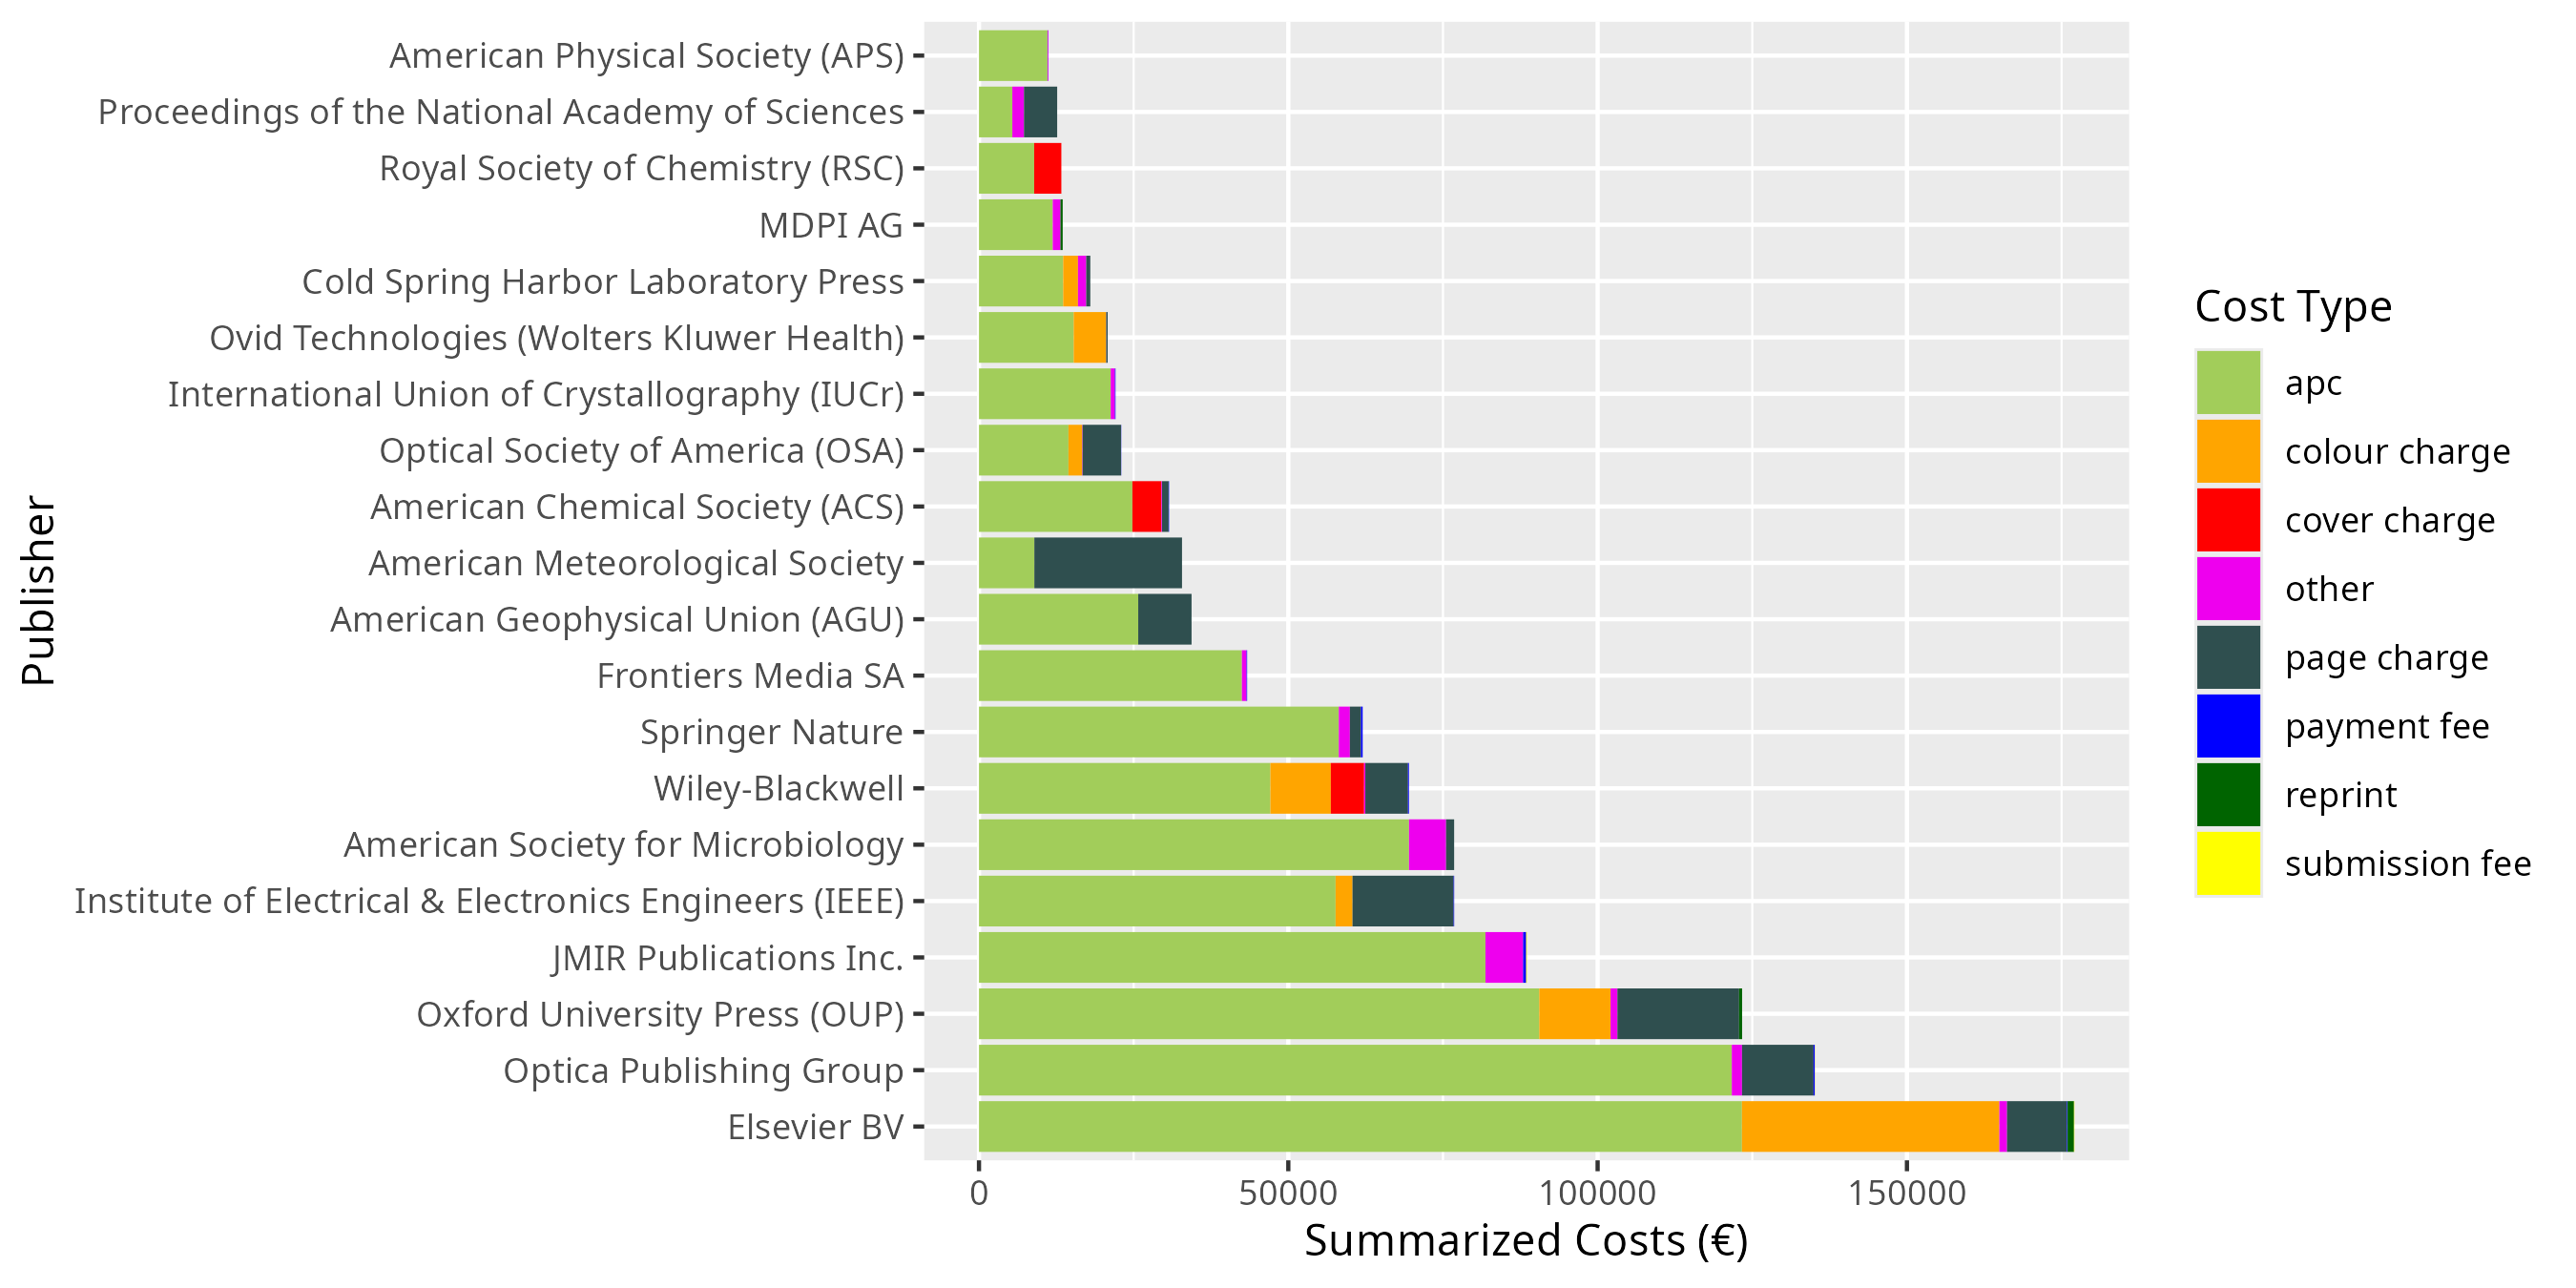 American Physical Society (APS)
Proceedings of the National Academy of Sciences
Royal Society of Chemistry (RSC)
MDPI AG
Cold Spring Harbor Laboratory Press
Ovid Technologies (Wolters Kluwer Health)
International Union of Crystallography (IUCr)
Optical Society of America (OSA)
American Chemical Society (ACS)
American Meteorological Society
American Geophysical Union (AGU)
Frontiers Media SA
Springer Nature
Wiley-Blackwell
American Society for Microbiology
Institute of Electrical & Electronics Engineers (IEEE)
JMIR Publications Inc.
Oxford University Press (OUP)
Optica Publishing Group
Elsevier BV
Publisher
0 50000 100000 150000
Summarized Costs (€)
Cost Type
apc
colour charge
cover charge
other
page charge
payment fee
reprint
submission fee